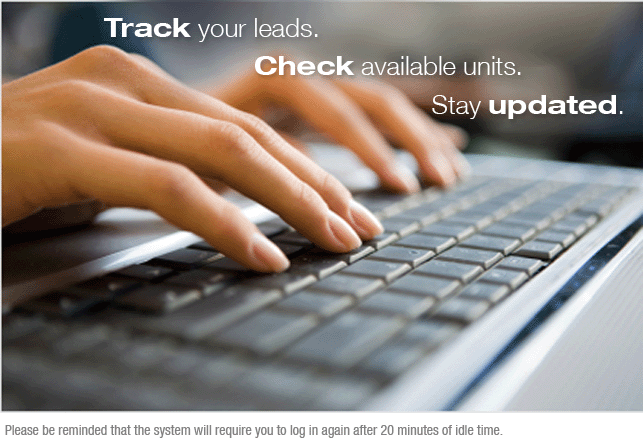 Track your leads.
Check available units.
Stay updated.
Please be reminded that the system will require you to log in again after 20 minutes of idle time.